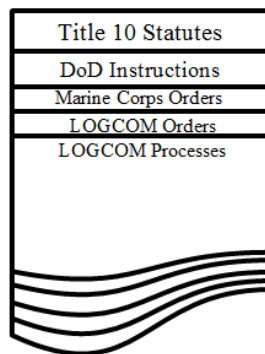 Title 10 Statutes
DoD Instructions
Marine Corps Orders
LOGCOM Orders
LOGCOM Processes